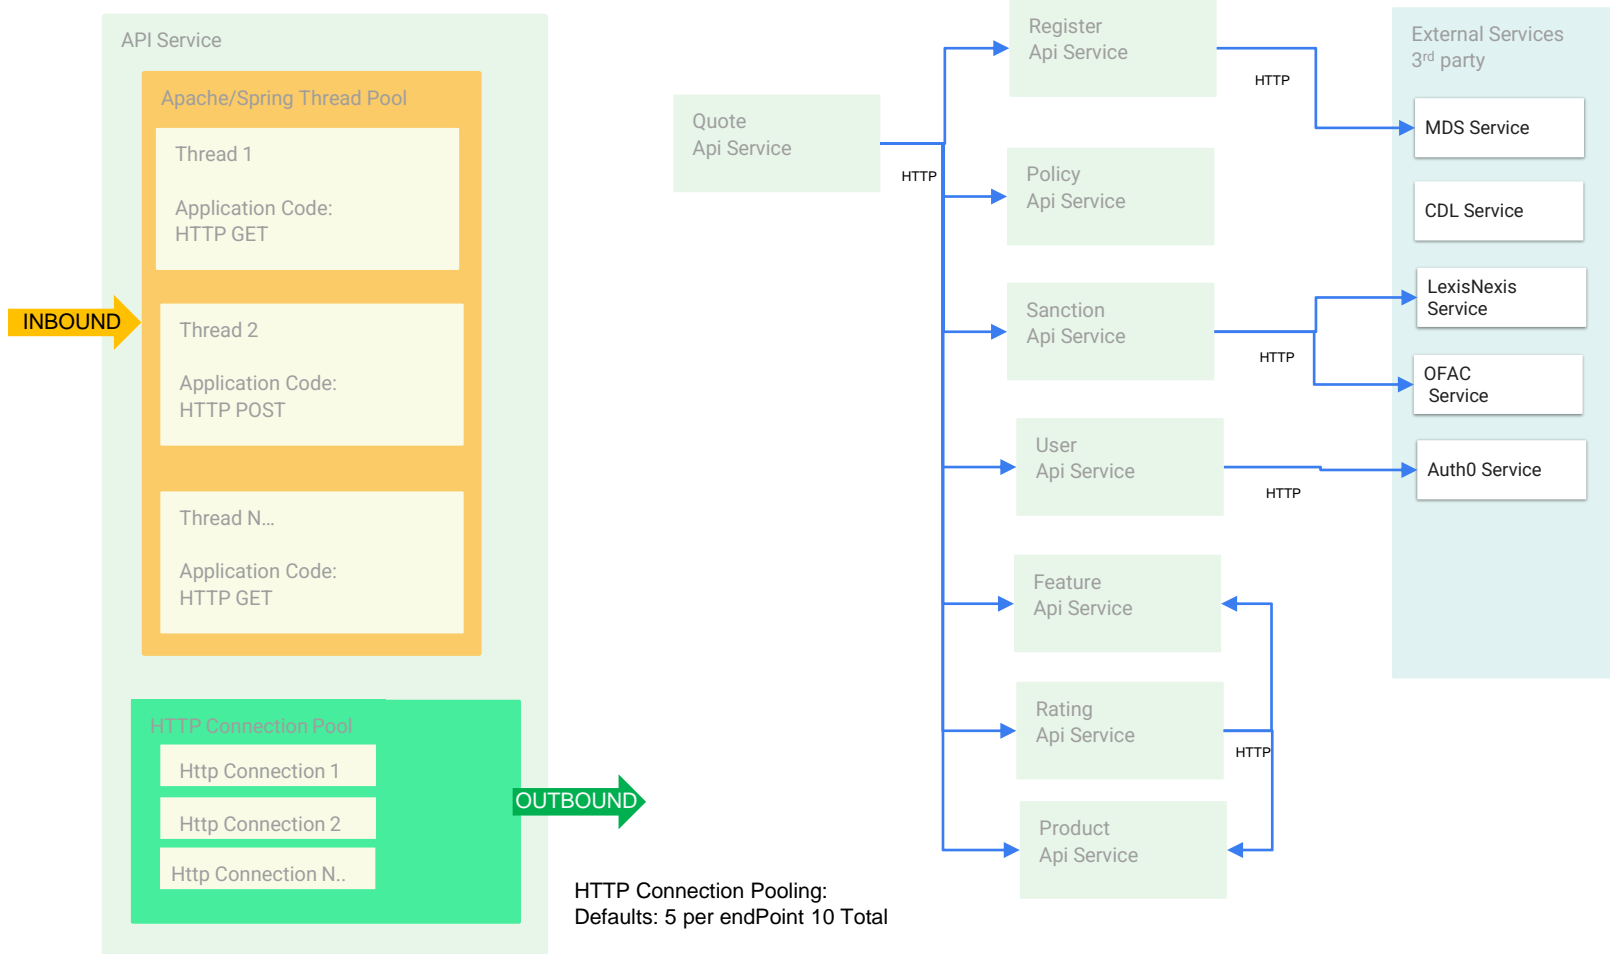 API Service
Apache/Spring Thread Pool
Thread 1
Application Code:
HTTP GET
INBOUND
Thread 2
Application Code:
HTTP POST
Thread N...
Application Code:
HTTP GET
HTTP Connection Pool
Http Connection 1
Http Connection 2
Http Connection N..
OUTBOUND
HTTP Connection Pooling:
Defaults: 5 per endPoint 10 Total
Quote
Api Service
HTTP
Register
Api Service
HTTP
Policy
Api Service
Sanction
Api Service
HTTP
User
Api Service
HTTP
Feature
Api Service
Rating
Api Service
HTTP
Product
Api Service
External Services
3rd party
MDS Service
CDL Service
LexisNexis
Service
OFAC
Service
Auth0 Service